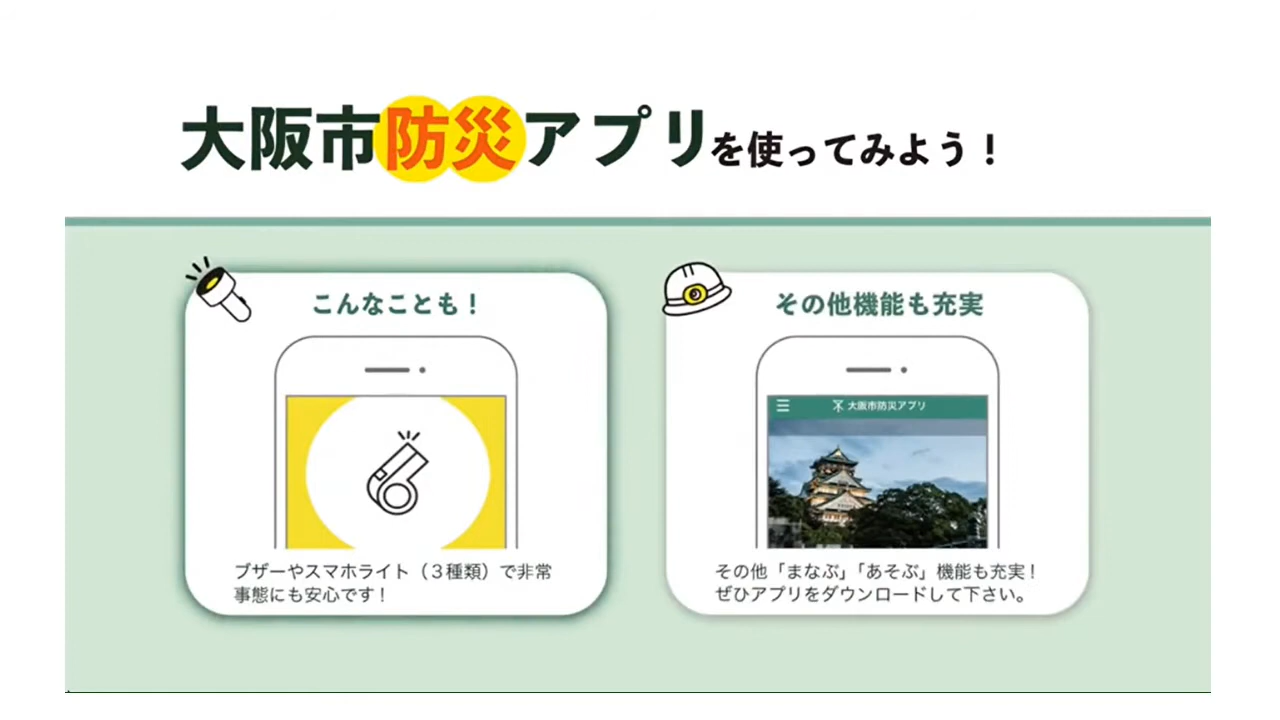 大阪市防災アプリを使ってみよう！
こんなことも！
ブザーやスマホライト（３種類）で非常
事態にも安心です！
その他機能も充実
大阪市防災アプリ
その他「まなぶ」「あそぶ」機能も充実！
ぜひアプリをダウンロードして下さい。